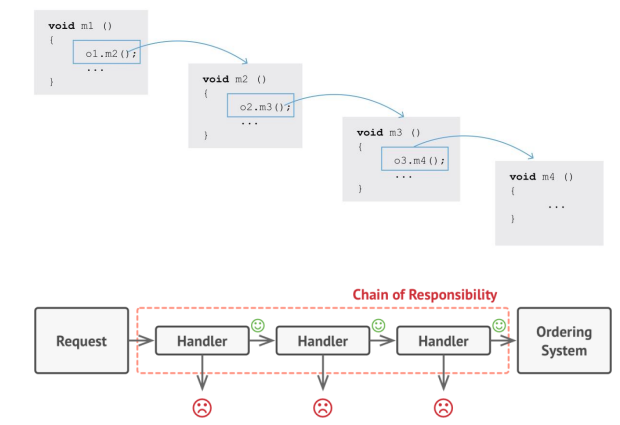 void m1 ()
{
o1.m2();
...
}
void m2 ()
{
o2.m3();
...
}
void m3 ()
{
o3.m4();
...
}
void m4 ()
{
...
}
Chain of Responsibility
Request
Handler
Handler
Handler
Ordering
System